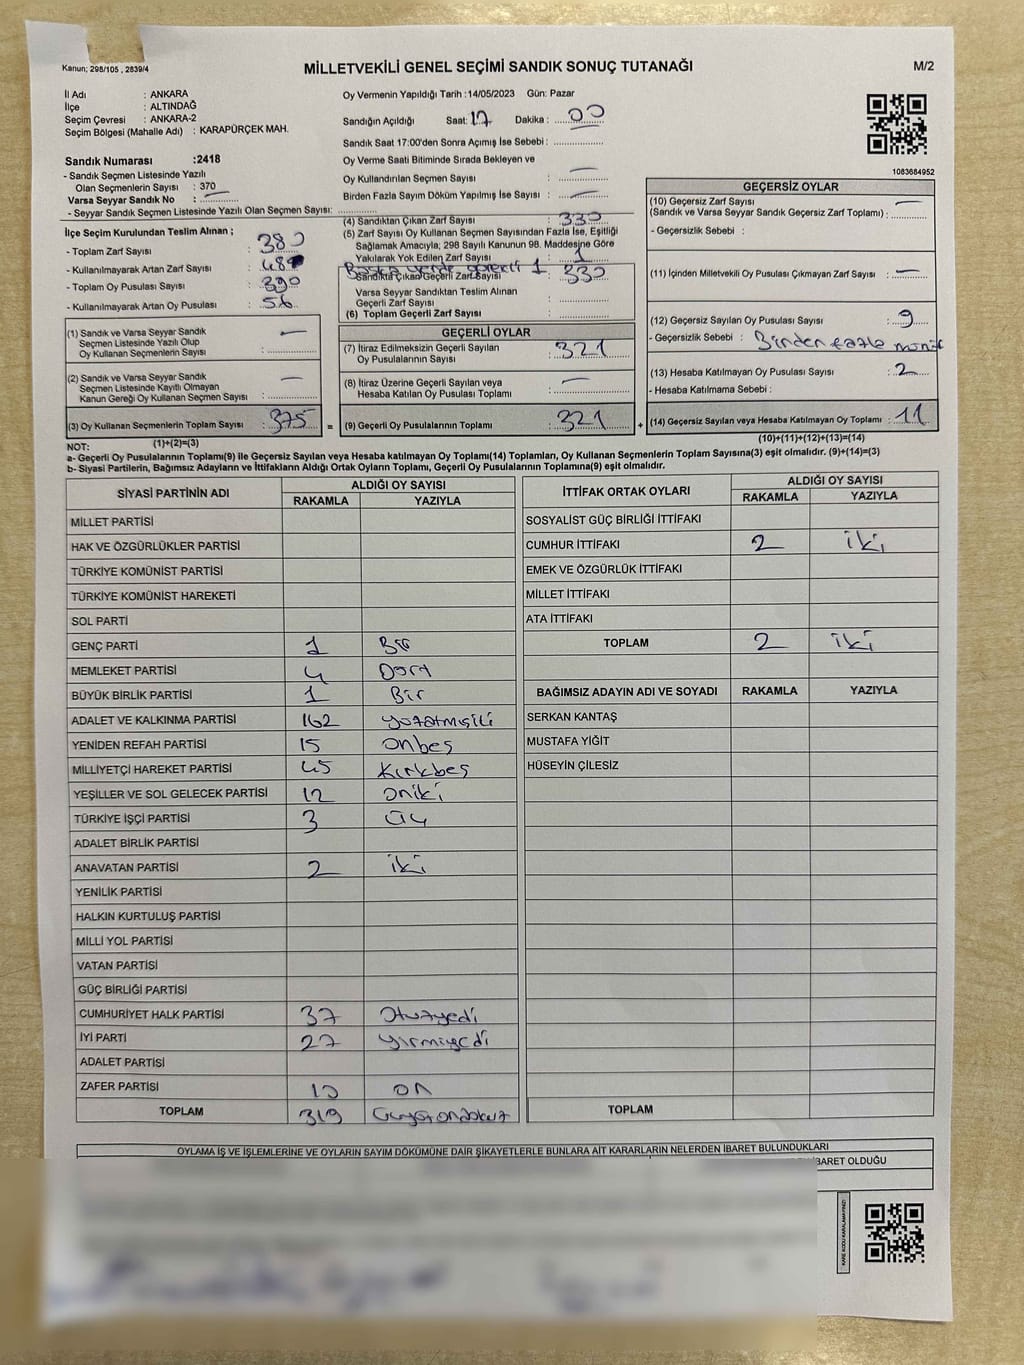 Kanun; 298/105 , 2839/4
MİLLETVEKİLİ GENEL SEÇİMİ SANDIK SONUÇ TUTANAĞI
M/2
İl Adı : ANKARA
İlçe : ALTINDAĞ
Seçim Çevresi : ANKARA-2
Seçim Bölgesi (Mahalle Adı) : KARAPÜRÇEK MAH.
Sandık Numarası :2418
- Sandık Seçmen Listesinde Yazılı
Olan Seçmenlerin Sayısı : 370
Varsa Seyyar Sandık No :
- Seyyar Sandık Seçmen Listesinde Yazılı Olan Seçmen Sayısı:
İlçe Seçim Kurulundan Teslim Alınan ;
- Toplam Zarf Sayısı : 380
- Kullanılmayarak Artan Zarf Sayısı :
- Toplam Oy Pusulası Sayısı : 390
- Kullanılmayarak Artan Oy Pusulası : 56
(1) Sandık ve Varsa Seyyar Sandık
Seçmen Listesinde Yazılı Olup
Oy Kullanan Seçmenlerin Sayısı : —
(2) Sandık ve Varsa Seyyar Sandık
Seçmen Listesinde Kayıtlı Olmayan
Kanun Gereği Oy Kullanan Seçmen Sayısı : —
(3) Oy Kullanan Seçmenlerin Toplam Sayısı : 375
(1)+(2)=(3)
Oy Vermenin Yapıldığı Tarih :14/05/2023 Gün: Pazar
Sandığın Açıldığı Saat: 17 Dakika : 00
Sandık Saat 17:00'den Sonra Açımış İse Sebebi :
Oy Verme Saati Bitiminde Sırada Bekleyen ve
Oy Kullandırılan Seçmen Sayısı : —
Birden Fazla Sayım Döküm Yapılmış İse Sayısı : —
(4) Sandıktan Çıkan Zarf Sayısı : 330
(5) Zarf Sayısı Oy Kullanan Seçmen Sayısından Fazla İse, Eşitliği
Sağlamak Amacıyla; 298 Sayılı Kanunun 98. Maddesine Göre
Yakılarak Yok Edilen Zarf Sayısı : 1
Sandıkta Çıkan Geçerli Zarf Sayısı : 330
Varsa Seyyar Sandıktan Teslim Alınan
Geçerli Zarf Sayısı :
(6) Toplam Geçerli Zarf Sayısı :
GEÇERLİ OYLAR
(7) İtiraz Edilmeksizin Geçerli Sayılan
Oy Pusulalarının Sayısı : 321
(8) İtiraz Üzerine Geçerli Sayılan veya
Hesaba Katılan Oy Pusulası Toplamı : —
= (9) Geçerli Oy Pusulalarının Toplamı : 321 +
1083684952
GEÇERSİZ OYLAR
(10) Geçersiz Zarf Sayısı
(Sandık ve Varsa Seyyar Sandık Geçersiz Zarf Toplamı) : —
- Geçersizlik Sebebi :
(11) İçinden Milletvekili Oy Pusulası Çıkmayan Zarf Sayısı : —
(12) Geçersiz Sayılan Oy Pusulası Sayısı : 9
- Geçersizlik Sebebi : Birden fazla mühür
(13) Hesaba Katılmayan Oy Pusulası Sayısı : 2
- Hesaba Katılmama Sebebi :
(14) Geçersiz Sayılan veya Hesaba Katılmayan Oy Toplamı : 11
(10)+(11)+(12)+(13)=(14)
NOT:
a- Geçerli Oy Pusulalarının Toplamı(9) ile Geçersiz Sayılan veya Hesaba Katılmayan Oy Toplamı(14) Toplamları, Oy Kullanan Seçmenlerin Toplam Sayısına(3) eşit olmalıdır. (9)+(14)=(3)
b- Siyasi Partilerin, Bağımsız Adayların ve İttifakların Aldığı Ortak Oyların Toplamı, Geçerli Oy Pusulalarının Toplamına(9) eşit olmalıdır.
SİYASİ PARTİNİN ADI ALDIĞI OY SAYISI
RAKAMLA YAZIYLA
MİLLET PARTİSİ
HAK VE ÖZGÜRLÜKLER PARTİSİ
TÜRKİYE KOMÜNİST PARTİSİ
TÜRKİYE KOMÜNİST HAREKETİ
SOL PARTİ
GENÇ PARTİ 1 Bir
MEMLEKET PARTİSİ 4 Dört
BÜYÜK BİRLİK PARTİSİ 1 Bir
ADALET VE KALKINMA PARTİSİ 162 yüzatmışiki
YENİDEN REFAH PARTİSİ 15 onbeş
MİLLİYETÇİ HAREKET PARTİSİ 45 Kırkbeş
YEŞİLLER VE SOL GELECEK PARTİSİ 12 oniki
TÜRKİYE İŞÇİ PARTİSİ 3 Üç
ADALET BİRLİK PARTİSİ
ANAVATAN PARTİSİ 2 iki
YENİLİK PARTİSİ
HALKIN KURTULUŞ PARTİSİ
MİLLİ YOL PARTİSİ
VATAN PARTİSİ
GÜÇ BİRLİĞİ PARTİSİ
CUMHURİYET HALK PARTİSİ 37 Otuzyedi
İYİ PARTİ 27 yirmiyedi
ADALET PARTİSİ
ZAFER PARTİSİ 10 on
TOPLAM 319 Üçyüzondokuz
İTTİFAK ORTAK OYLARI ALDIĞI OY SAYISI
RAKAMLA YAZIYLA
SOSYALİST GÜÇ BİRLİĞİ İTTİFAKI
CUMHUR İTTİFAKI 2 iki
EMEK VE ÖZGÜRLÜK İTTİFAKI
MİLLET İTTİFAKI
ATA İTTİFAKI
TOPLAM 2 iki
BAĞIMSIZ ADAYIN ADI VE SOYADI RAKAMLA YAZIYLA
SERKAN KANTAŞ
MUSTAFA YİĞİT
HÜSEYİN ÇİLESİZ
TOPLAM
OYLAMA İŞ VE İŞLEMLERİNE VE OYLARIN SAYIM DÖKÜMÜNE DAİR ŞİKAYETLERLE BUNLARA AİT KARARLARIN NELERDEN İBARET BULUNDUKLARI
İBARET OLDUĞU